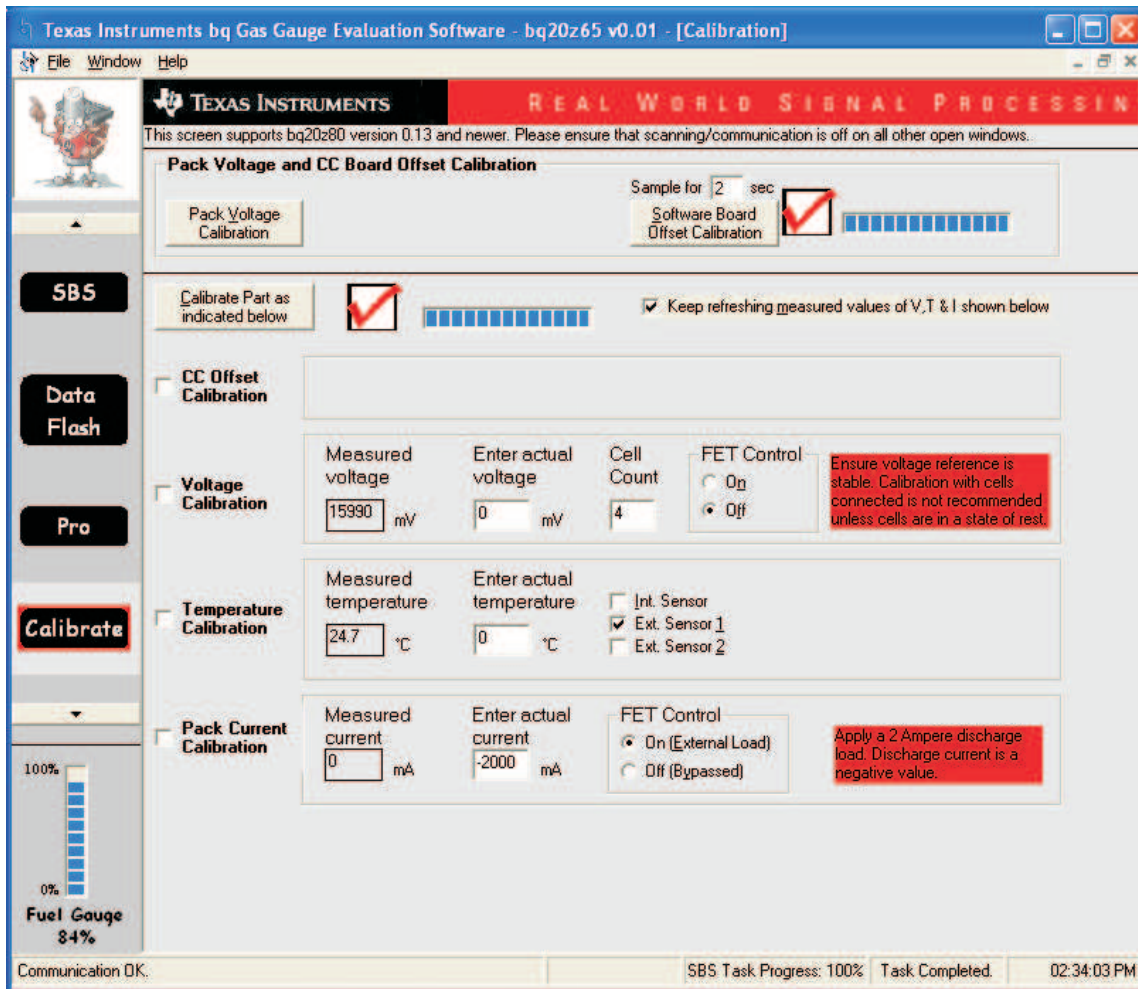 Texas Instruments bq Gas Gauge Evaluation Software - bq20z65 v0.01 - [Calibration]
File Window Help
TEXAS INSTRUMENTS
REAL WORLD SIGNAL PROCESSIN
This screen supports bq20z80 version 0.13 and newer. Please ensure that scanning/communication is off on all other open windows.
Pack Voltage and CC Board Offset Calibration
Pack Voltage
Calibration
Sample for 2 sec
Software Board
Offset Calibration
SBS
Data
Flash
Pro
Calibrate
Calibrate Part as
indicated below
Keep refreshing measured values of V,T & I shown below
CC Offset
Calibration
Voltage
Calibration
Measured
voltage
15990 mV
Enter actual
voltage
0 mV
Cell
Count
4
FET Control
On
Off
Ensure voltage reference is
stable. Calibration with cells
connected is not recommended
unless cells are in a state of rest.
Temperature
Calibration
Measured
temperature
24.7 °C
Enter actual
temperature
0 °C
Int. Sensor
Ext. Sensor 1
Ext. Sensor 2
Pack Current
Calibration
Measured
current
0 mA
Enter actual
current
-2000 mA
FET Control
On (External Load)
Off (Bypassed)
Apply a 2 Ampere discharge
load. Discharge current is a
negative value.
100%
0%
Fuel Gauge
84%
Communication OK.
SBS Task Progress: 100%
Task Completed.
02:34:03 PM